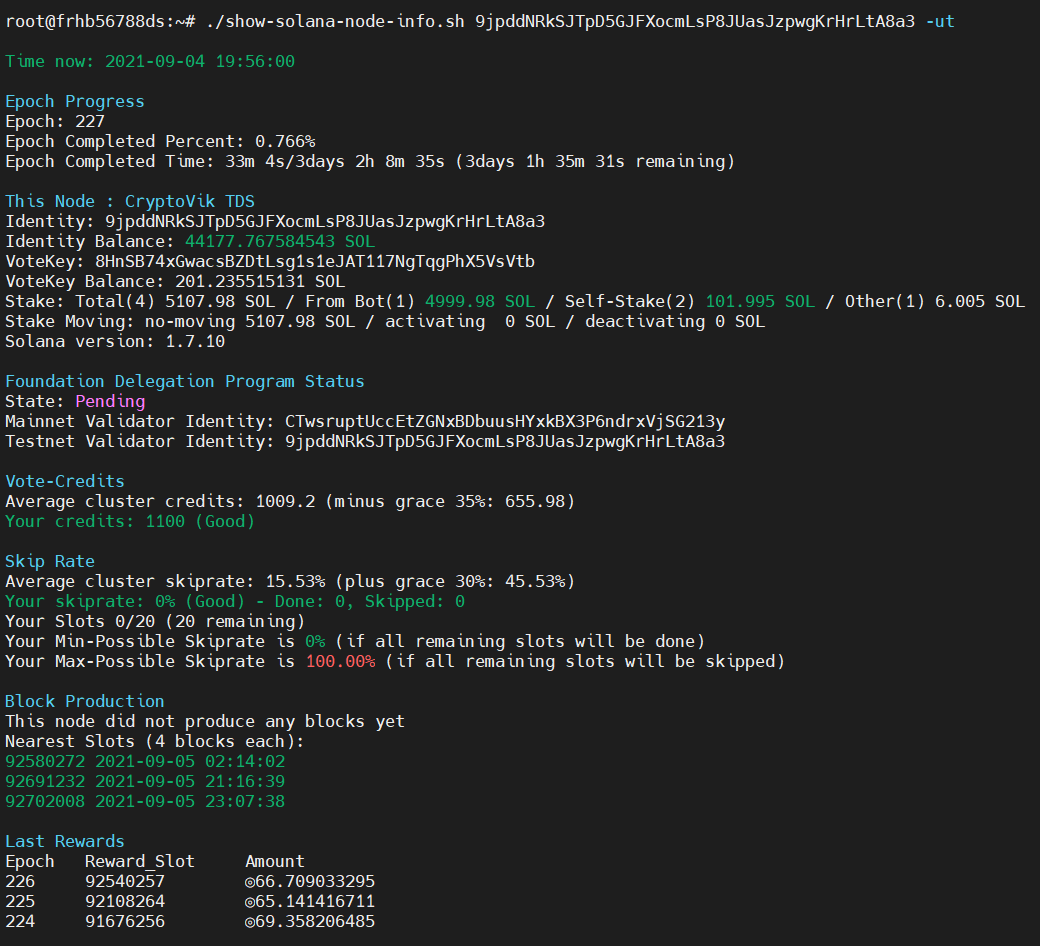 root@frhb56788ds:~# ./show-solana-node-info.sh 9jpddNRkSJTpD5GJFXocmLsP8JUasJzpwgKrHrLtA8a3 -ut
Time now: 2021-09-04 19:56:00
Epoch Progress
Epoch: 227
Epoch Completed Percent: 0.766%
Epoch Completed Time: 33m 4s/3days 2h 8m 35s (3days 1h 35m 31s remaining)
This Node : CryptoVik TDS
Identity: 9jpddNRkSJTpD5GJFXocmLsP8JUasJzpwgKrHrLtA8a3
Identity Balance: 44177.767584543 SOL
VoteKey: 8HnSB74xGwacsBZDtLsg1s1eJAT117NgTqgPhX5VsVtb
VoteKey Balance: 201.235515131 SOL
Stake: Total(4) 5107.98 SOL / From Bot(1) 4999.98 SOL / Self-Stake(2) 101.995 SOL / Other(1) 6.005 SOL
Stake Moving: no-moving 5107.98 SOL / activating  0 SOL / deactivating 0 SOL
Solana version: 1.7.10
Foundation Delegation Program Status
State: Pending
Mainnet Validator Identity: CTwsruptUccEtZGNxBDbuusHYxkBX3P6ndrxVjSG213y
Testnet Validator Identity: 9jpddNRkSJTpD5GJFXocmLsP8JUasJzpwgKrHrLtA8a3
Vote-Credits
Average cluster credits: 1009.2 (minus grace 35%: 655.98)
Your credits: 1100 (Good)
Skip Rate
Average cluster skiprate: 15.53% (plus grace 30%: 45.53%)
Your skiprate: 0% (Good) - Done: 0, Skipped: 0
Your Slots 0/20 (20 remaining)
Your Min-Possible Skiprate is 0% (if all remaining slots will be done)
Your Max-Possible Skiprate is 100.00% (if all remaining slots will be skipped)
Block Production
This node did not produce any blocks yet
Nearest Slots (4 blocks each):
92580272 2021-09-05 02:14:02
92691232 2021-09-05 21:16:39
92702008 2021-09-05 23:07:38
Last Rewards
Epoch   Reward_Slot     Amount
226     92540257        ◎66.709033295
225     92108264        ◎65.141416711
224     91676256        ◎69.358206485